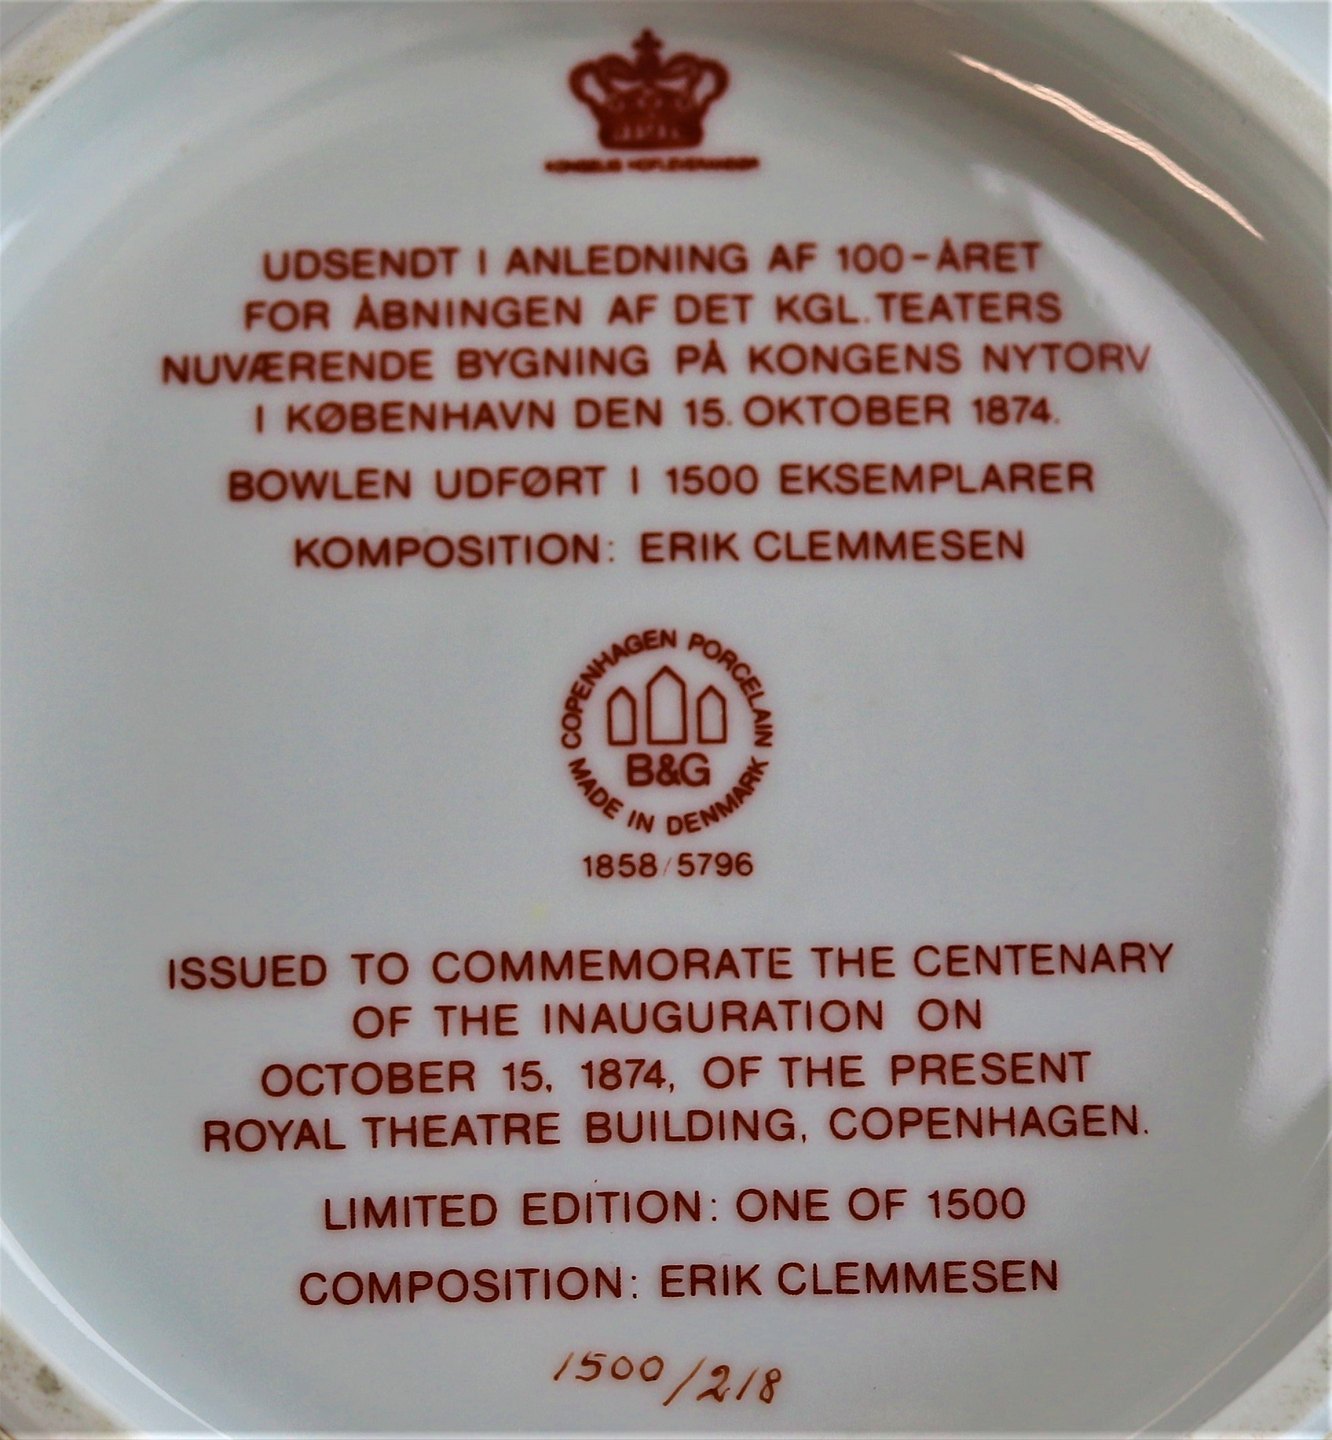 KONGELIG HOFLEVERANDØR
UDSENDT I ANLEDNING AF 100-ÅRET
FOR ÅBNINGEN AF DET KGL. TEATERS
NUVÆRENDE BYGNING PÅ KONGENS NYTORV
I KØBENHAVN DEN 15. OKTOBER 1874.
BOWLEN UDFØRT I 1500 EKSEMPLARER
KOMPOSITION: ERIK CLEMMESEN
COPENHAGEN PORCELAIN
B&G
MADE IN DENMARK
1858/5796
ISSUED TO COMMEMORATE THE CENTENARY
OF THE INAUGURATION ON
OCTOBER 15, 1874, OF THE PRESENT
ROYAL THEATRE BUILDING, COPENHAGEN.
LIMITED EDITION: ONE OF 1500
COMPOSITION: ERIK CLEMMESEN
1500/218